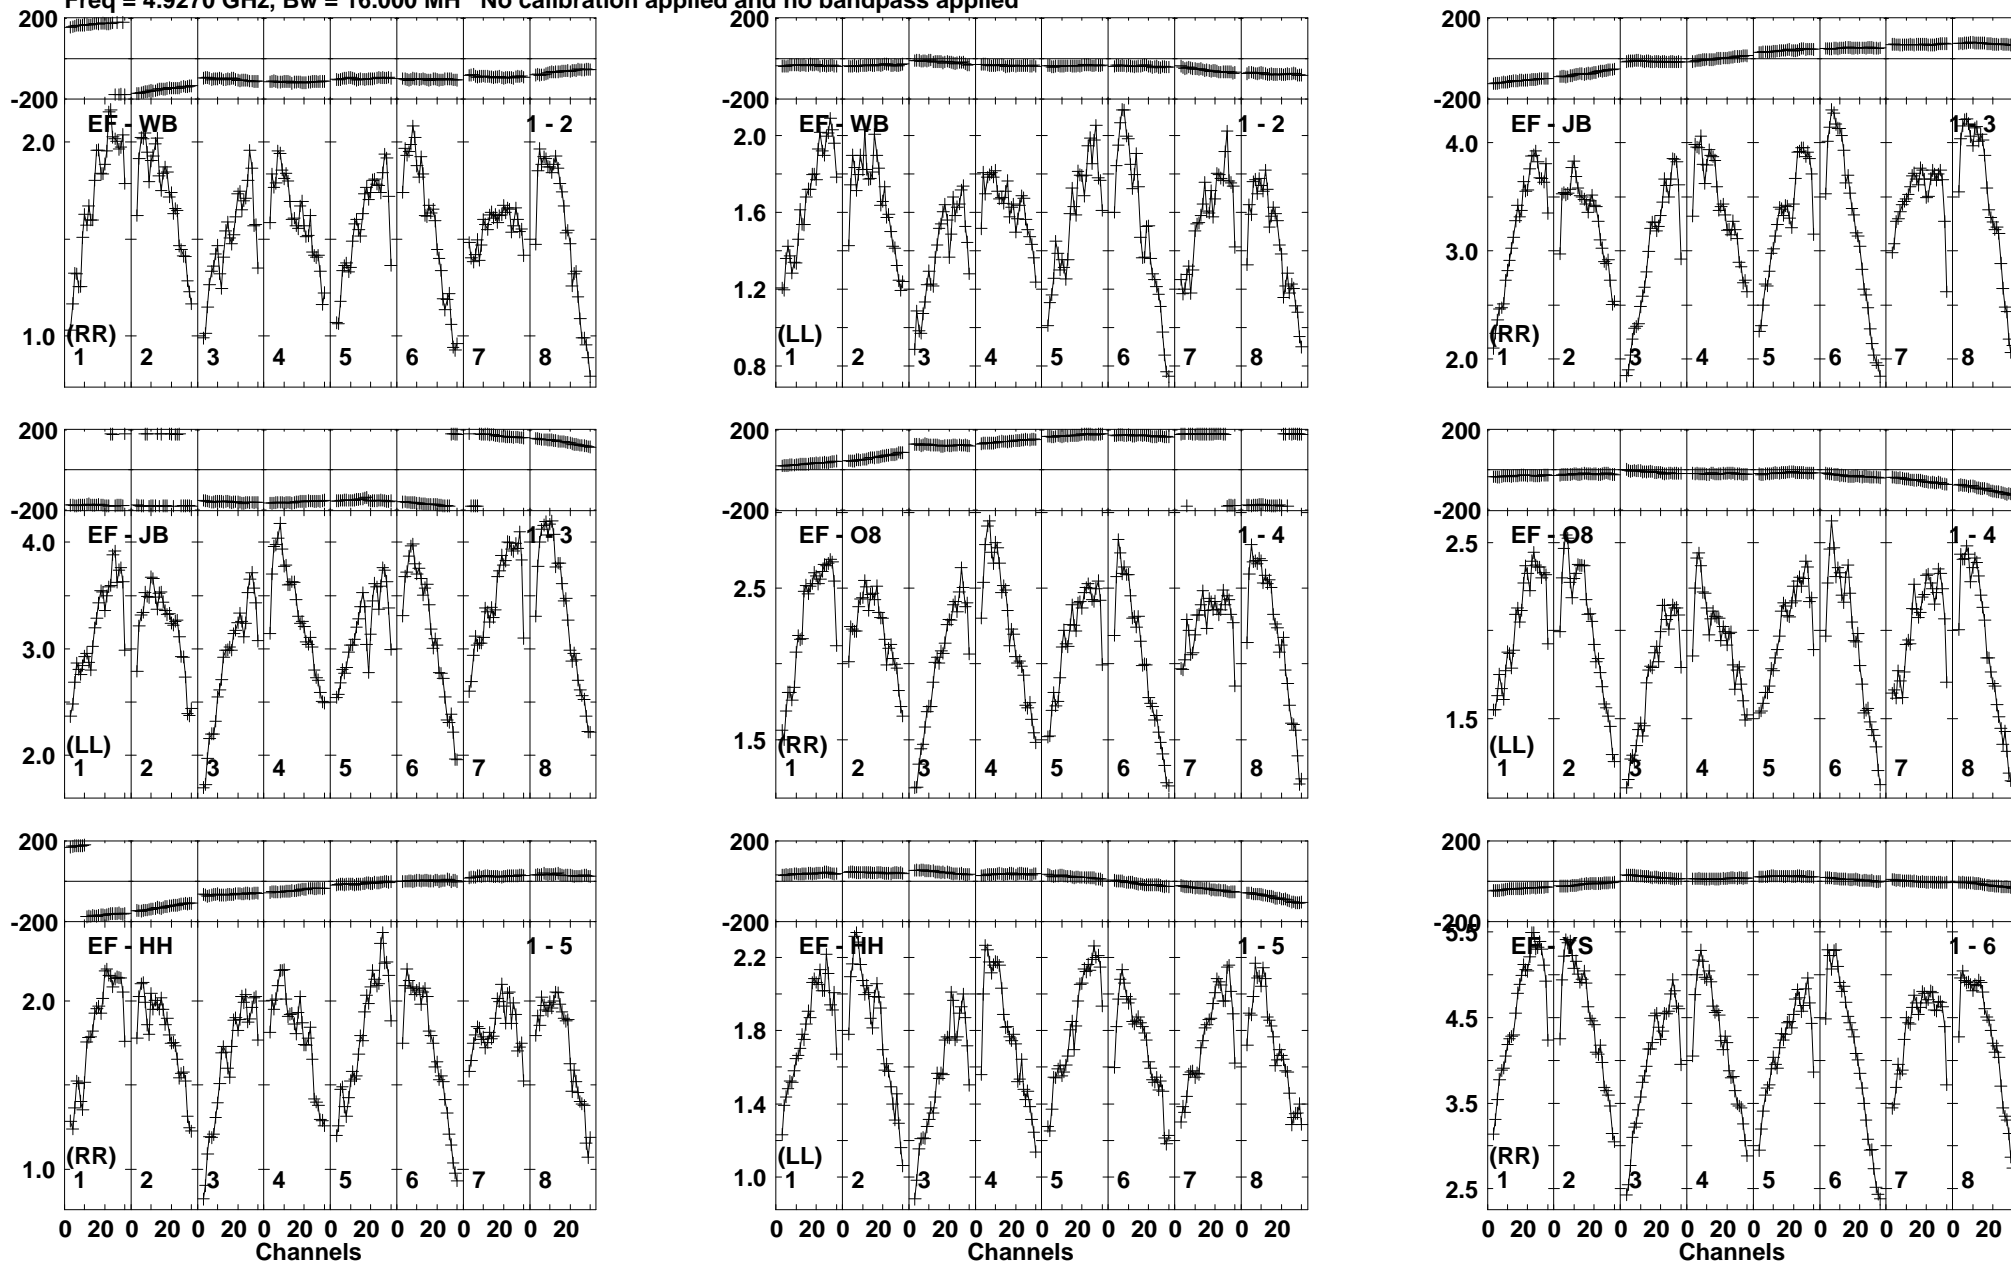 Freq = 4.9270 GHz, Bw = 16.000 MH No calibration applied and no bandpass applied
200 200 200
-200 -200 -200
EF - WB 1 - 2 EF - WB 1 - 2 EF - JB 1 - 3
2.0 2.0 4.0
1.6 3.0
1.0 1.2 2.0
0.8
(RR) (LL) (RR)
1 2 3 4 5 6 7 8 1 2 3 4 5 6 7 8 1 2 3 4 5 6 7 8
200 200 200
-200 -200 -200
EF - JB 1 - 3 EF - O8 1 - 4 EF - O8 1 - 4
4.0 2.5 2.5
3.0
2.0 1.5 1.5
(LL) (RR) (LL)
1 2 3 4 5 6 7 8 1 2 3 4 5 6 7 8 1 2 3 4 5 6 7 8
200 200 200
-200 -200 -200
EF - HH 1 - 5 EF - HH 1 - 5 EF - YS 1 - 6
2.0 2.2 5.5
1.8 4.5
1.4 3.5
1.0 1.0 2.5
(RR) (LL) (RR)
1 2 3 4 5 6 7 8 1 2 3 4 5 6 7 8 1 2 3 4 5 6 7 8
0 20 0 20 0 20 0 20 0 20 0 20 0 20 0 20 0 20 0 20 0 20 0 20 0 20 0 20 0 20 0 20 0 20 0 20 0 20 0 20 0 20 0 20 0 20 0 20
Channels Channels Channels